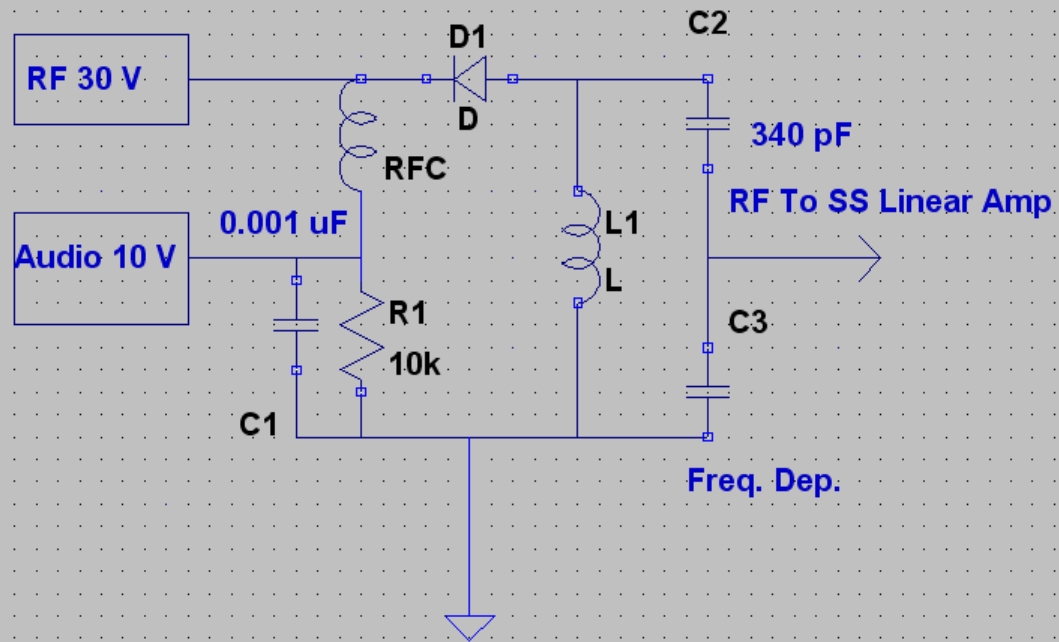 C2
D1
RF 30 V
D
340 pF
RFC
RF To SS Linear Amp
0.001 uF
Audio 10 V
L1
L
R1
C3
10k
C1
Freq. Dep.